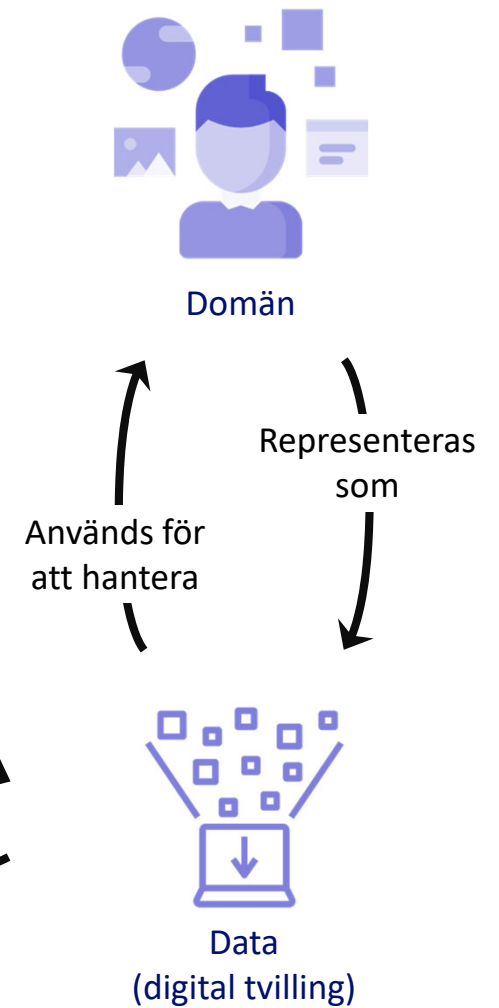 Domän
Representeras
som
Används för
att hantera
Data
(digital tvilling)